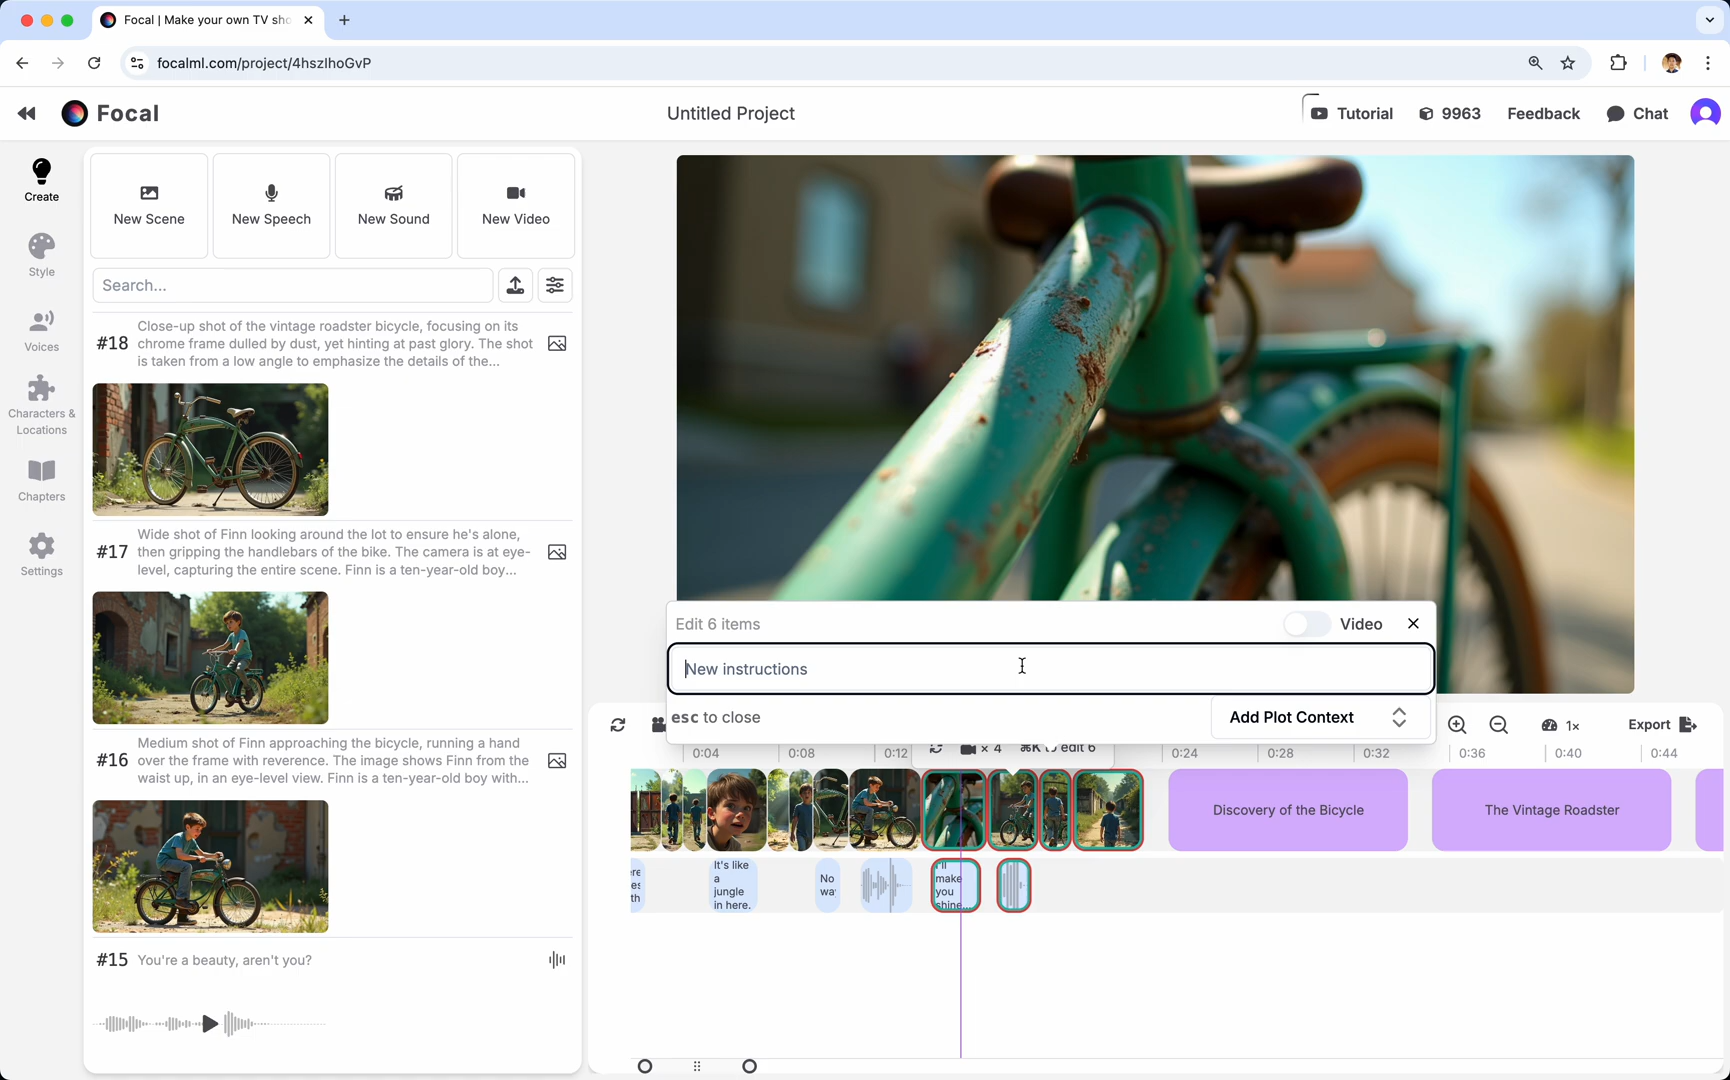 Focal | Make your own TV sho
focalml.com/project/4hszIhoGvP
Focal
Untitled Project
Tutorial
9963
Feedback
Chat
Create
Style
Voices
Characters &
Locations
Chapters
Settings
New Scene
New Speech
New Sound
New Video
Search...
#18
Close-up shot of the vintage roadster bicycle, focusing on its
chrome frame dulled by dust, yet hinting at past glory. The shot
is taken from a low angle to emphasize the details of the...
#17
Wide shot of Finn looking around the lot to ensure he's alone,
then gripping the handlebars of the bike. The camera is at eye-
level, capturing the entire scene. Finn is a ten-year-old boy...
#16
Medium shot of Finn approaching the bicycle, running a hand
over the frame with reverence. The image shows Finn from the
waist up, in an eye-level view. Finn is a ten-year-old boy with...
#15
You're a beauty, aren't you?
Edit 6 items
Video
New instructions
esc to close
Add Plot Context
1×
Export
× 4
⌘K to edit 6
0:04
0:08
0:12
0:24
0:28
0:32
0:36
0:40
0:44
Discovery of the Bicycle
The Vintage Roadster
It's like
a
jungle
in here.
No
make
you
shine...